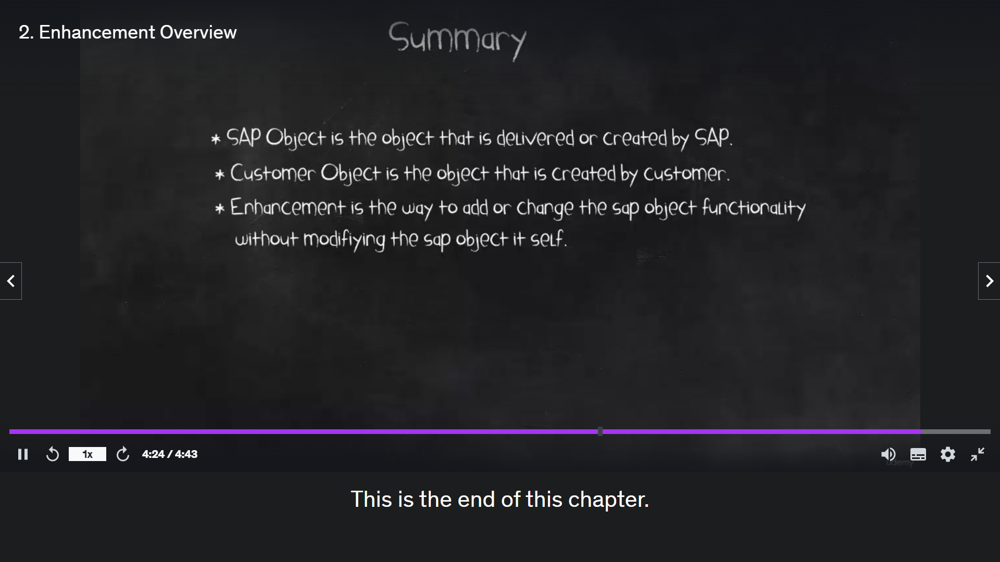 2. Enhancement Overview
Summary
* SAP Object is the object that is delivered or created by SAP.
* Customer Object is the object that is created by customer.
* Enhancement is the way to add or change the sap object functionality
without modifiying the sap object it self.
1x
4:24 / 4:43
udemy
This is the end of this chapter.